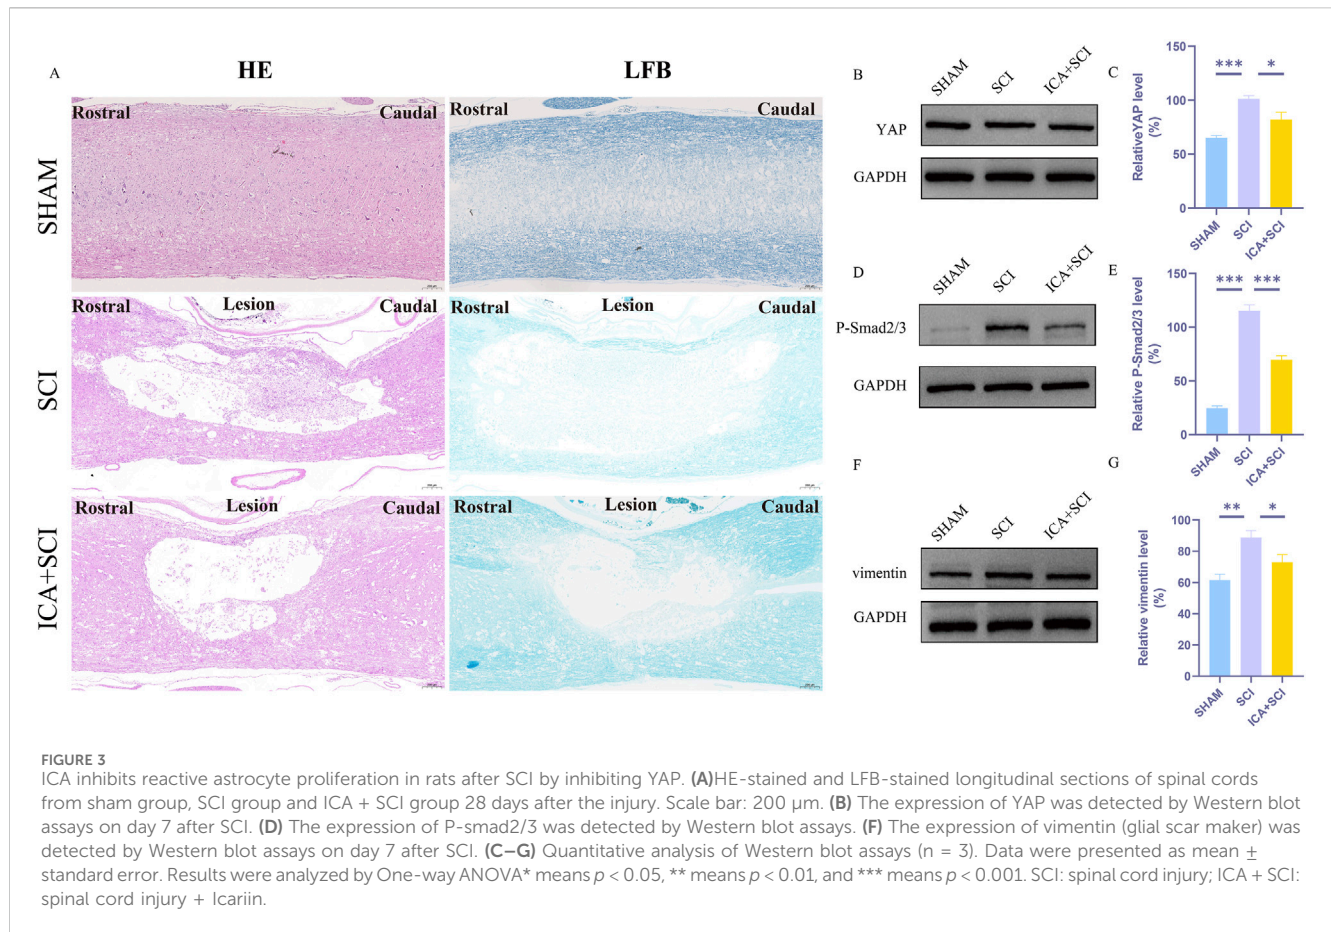 A
HE
LFB
SHAM
Rostral
Caudal
Rostral
Caudal
SCI
Rostral
Lesion
Caudal
Rostral
Lesion
Caudal
ICA+SCI
Rostral
Lesion
Caudal
Rostral
Lesion
Caudal
B
SHAM
SCI
ICA+SCI
YAP
GAPDH
C
Relative YAP level
(%)
150
100
50
0
***
*
SHAM
SCI
ICA+SCI
D
SHAM
SCI
ICA+SCI
P-Smad2/3
GAPDH
E
Relative P-Smad2/3 level
(%)
150
100
50
0
***
***
SHAM
SCI
ICA+SCI
F
SHAM
SCI
ICA+SCI
vimentin
GAPDH
G
Relative vimentin level
(%)
100
80
60
40
20
0
**
*
SHAM
SCI
ICA+SCI
FIGURE 3
ICA inhibits reactive astrocyte proliferation in rats after SCI by inhibiting YAP. (A)HE-stained and LFB-stained longitudinal sections of spinal cords
from sham group, SCI group and ICA + SCI group 28 days after the injury. Scale bar: 200 μm. (B) The expression of YAP was detected by Western blot
assays on day 7 after SCI. (D) The expression of P-smad2/3 was detected by Western blot assays. (F) The expression of vimentin (glial scar maker) was
detected by Western blot assays on day 7 after SCI. (C–G) Quantitative analysis of Western blot assays (n = 3). Data were presented as mean ±
standard error. Results were analyzed by One-way ANOVA* means p < 0.05, ** means p < 0.01, and *** means p < 0.001. SCI: spinal cord injury; ICA + SCI:
spinal cord injury + Icariin.